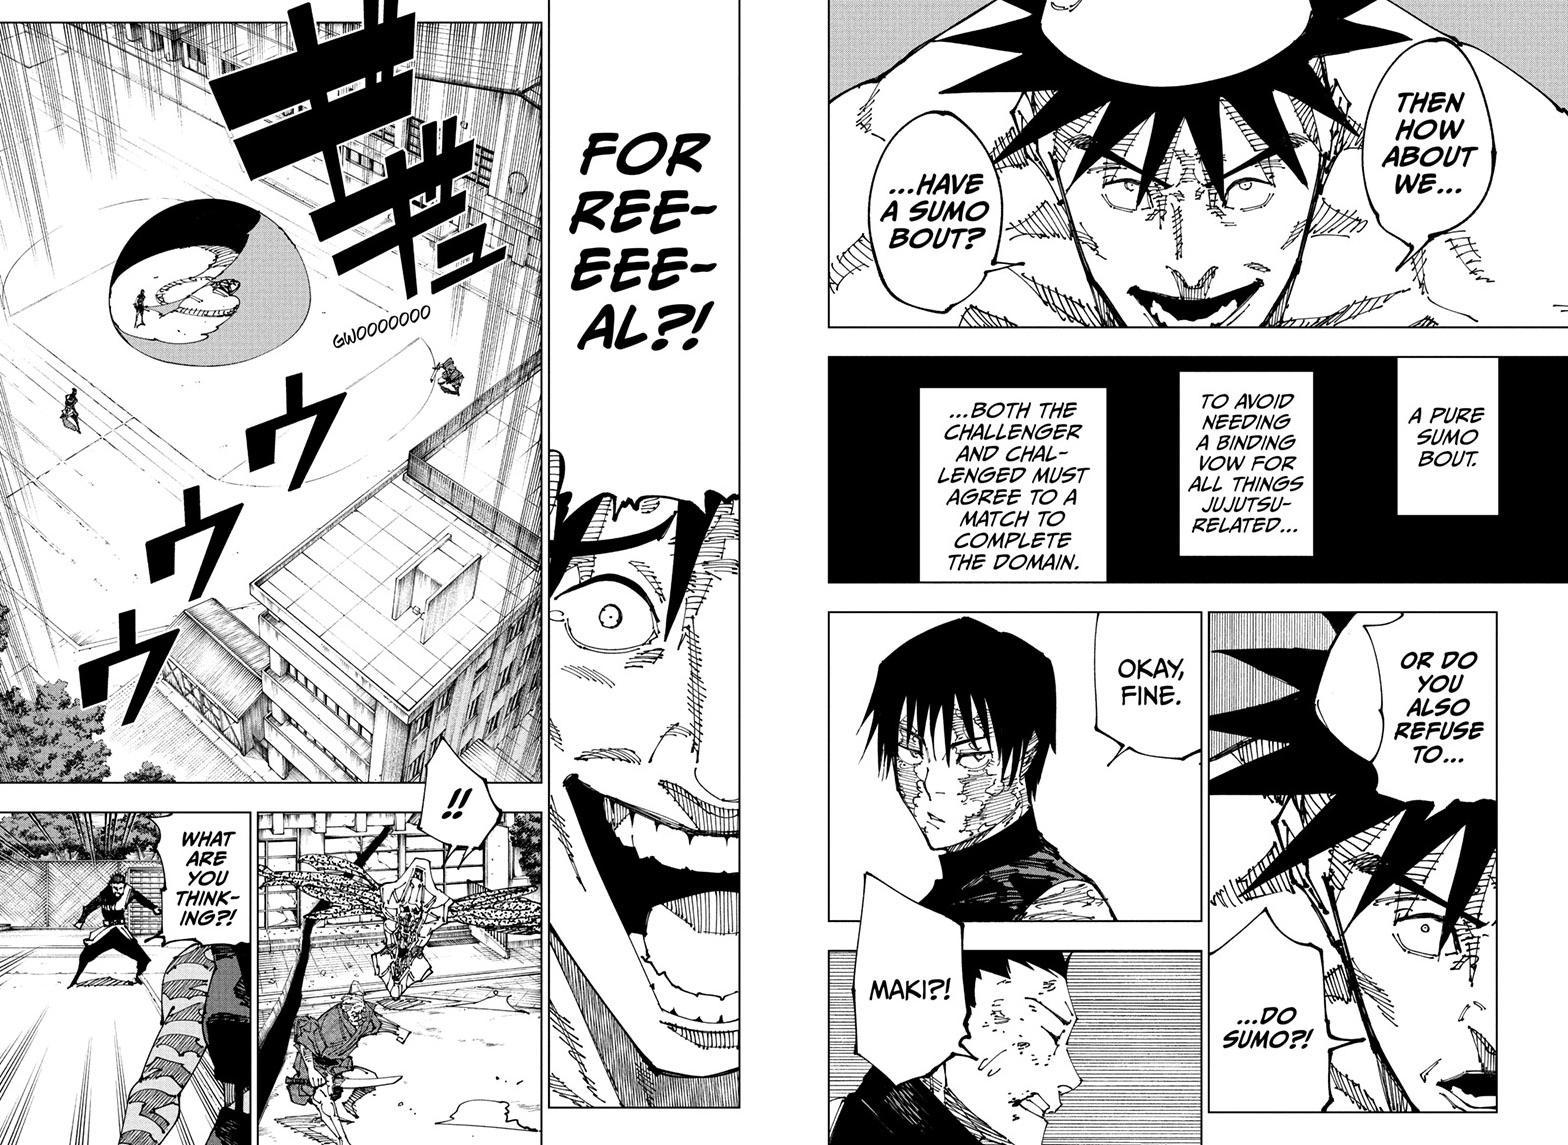 THEN
HOW
ABOUT
WE...
...HAVE
A SUMO
BOUT?
A PURE
SUMO
BOUT.
TO AVOID
NEEDING
A BINDING
VOW FOR
ALL THINGS
JUJUTSU-
RELATED...
...BOTH THE
CHALLENGER
AND CHAL-
LENGED MUST
AGREE TO A
MATCH TO
COMPLETE
THE DOMAIN.
OR DO
YOU
ALSO
REFUSE
TO...
...DO
SUMO?!
OKAY,
FINE.
MAKI?!
FOR
REE-
EEE-
AL?!
ギギュウウウ
GWOOOOOOO
!!
WHAT
ARE
YOU
THINK-
ING?!